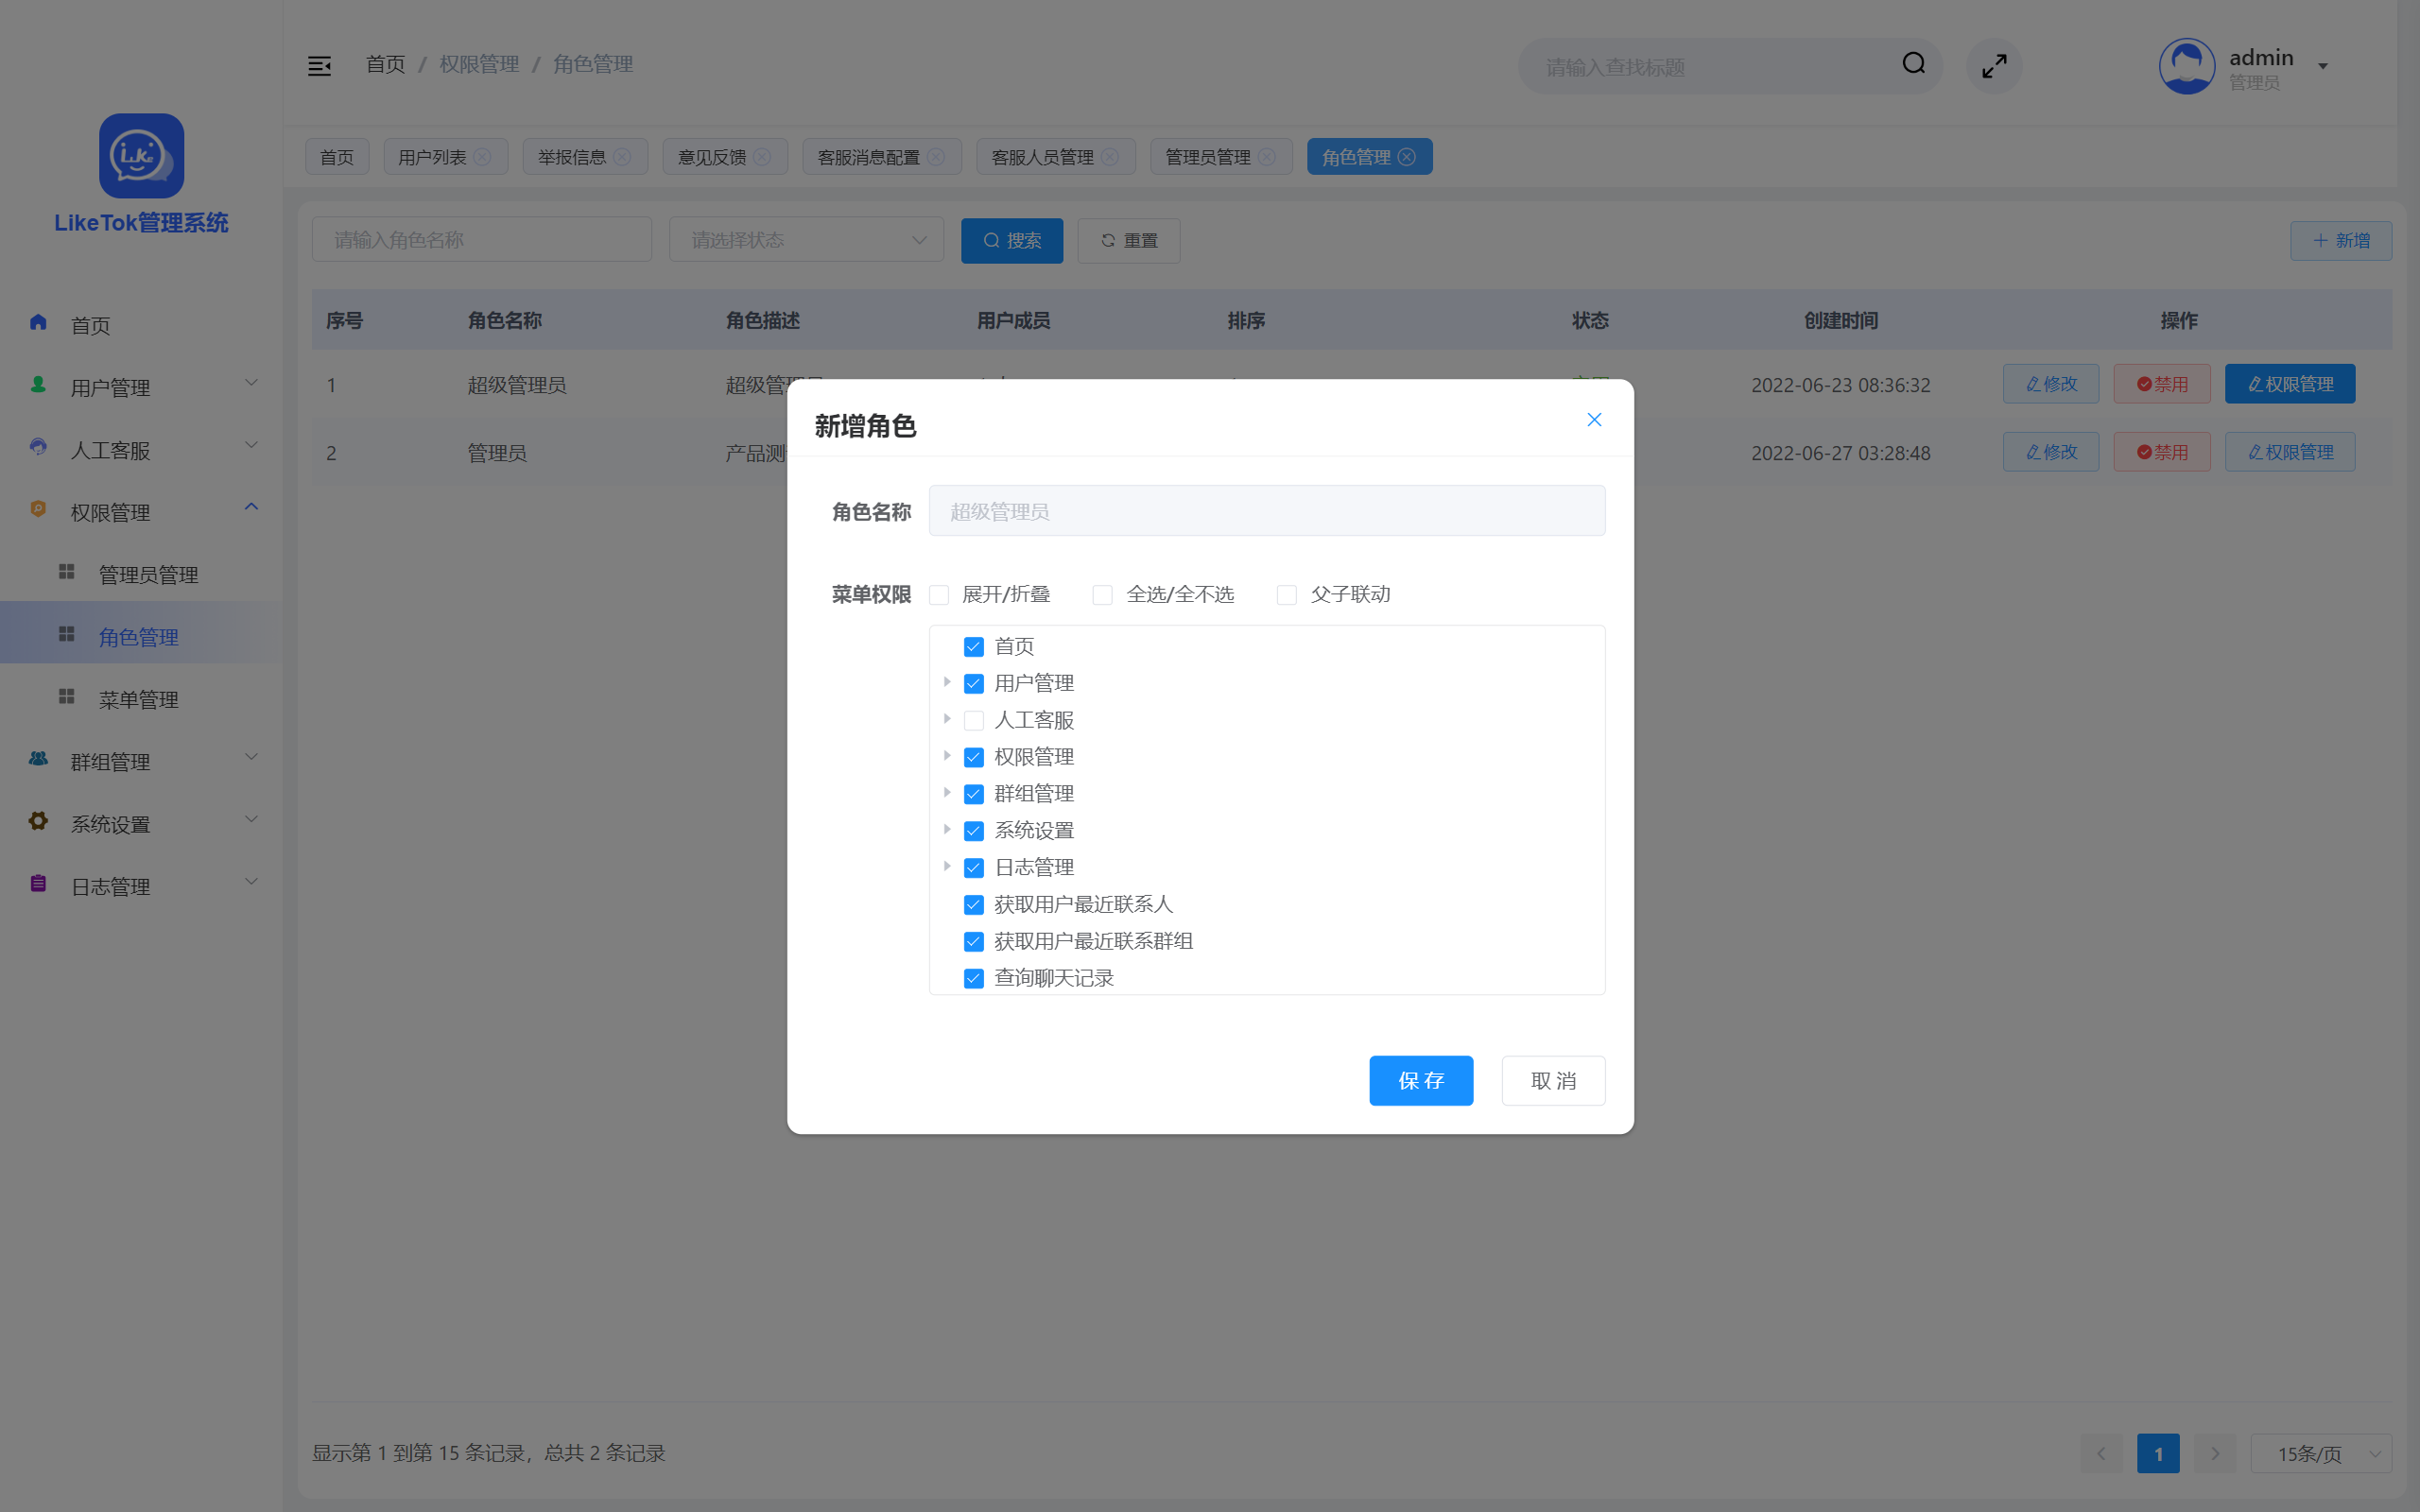 首页 / 权限管理 / 角色管理
请输入查找标题
admin
管理员
Like
LikeTok管理系统
首页
用户列表
举报信息
意见反馈
客服消息配置
客服人员管理
管理员管理
角色管理
请输入角色名称
请选择状态
搜索
重置
新增
首页
用户管理
人工客服
权限管理
管理员管理
角色管理
菜单管理
群组管理
系统设置
日志管理
序号 角色名称 角色描述 用户成员 排序 状态 创建时间 操作
1 超级管理员 超级管 2022-06-23 08:36:32 修改 禁用 权限管理
2 管理员 产品测 2022-06-27 03:28:48 修改 禁用 权限管理
新增角色
角色名称 超级管理员
菜单权限 展开/折叠 全选/全不选 父子联动
首页
用户管理
人工客服
权限管理
群组管理
系统设置
日志管理
获取用户最近联系人
获取用户最近联系群组
查询聊天记录
保 存
取 消
显示第 1 到第 15 条记录，总共 2 条记录
1
15条/页